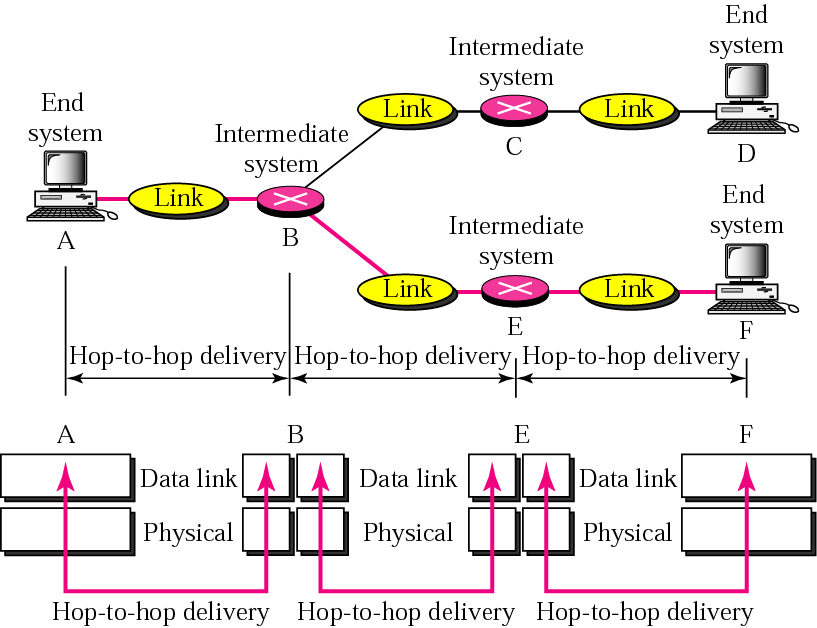 End
system
Intermediate
system
Link
C
Link
D
End
system
Intermediate
system
A
Link
B
End
system
Intermediate
system
Link
E
Link
F
Hop-to-hop delivery
Hop-to-hop delivery
Hop-to-hop delivery
A
B
E
F
Data link
Data link
Data link
Physical
Physical
Physical
Hop-to-hop delivery
Hop-to-hop delivery
Hop-to-hop delivery